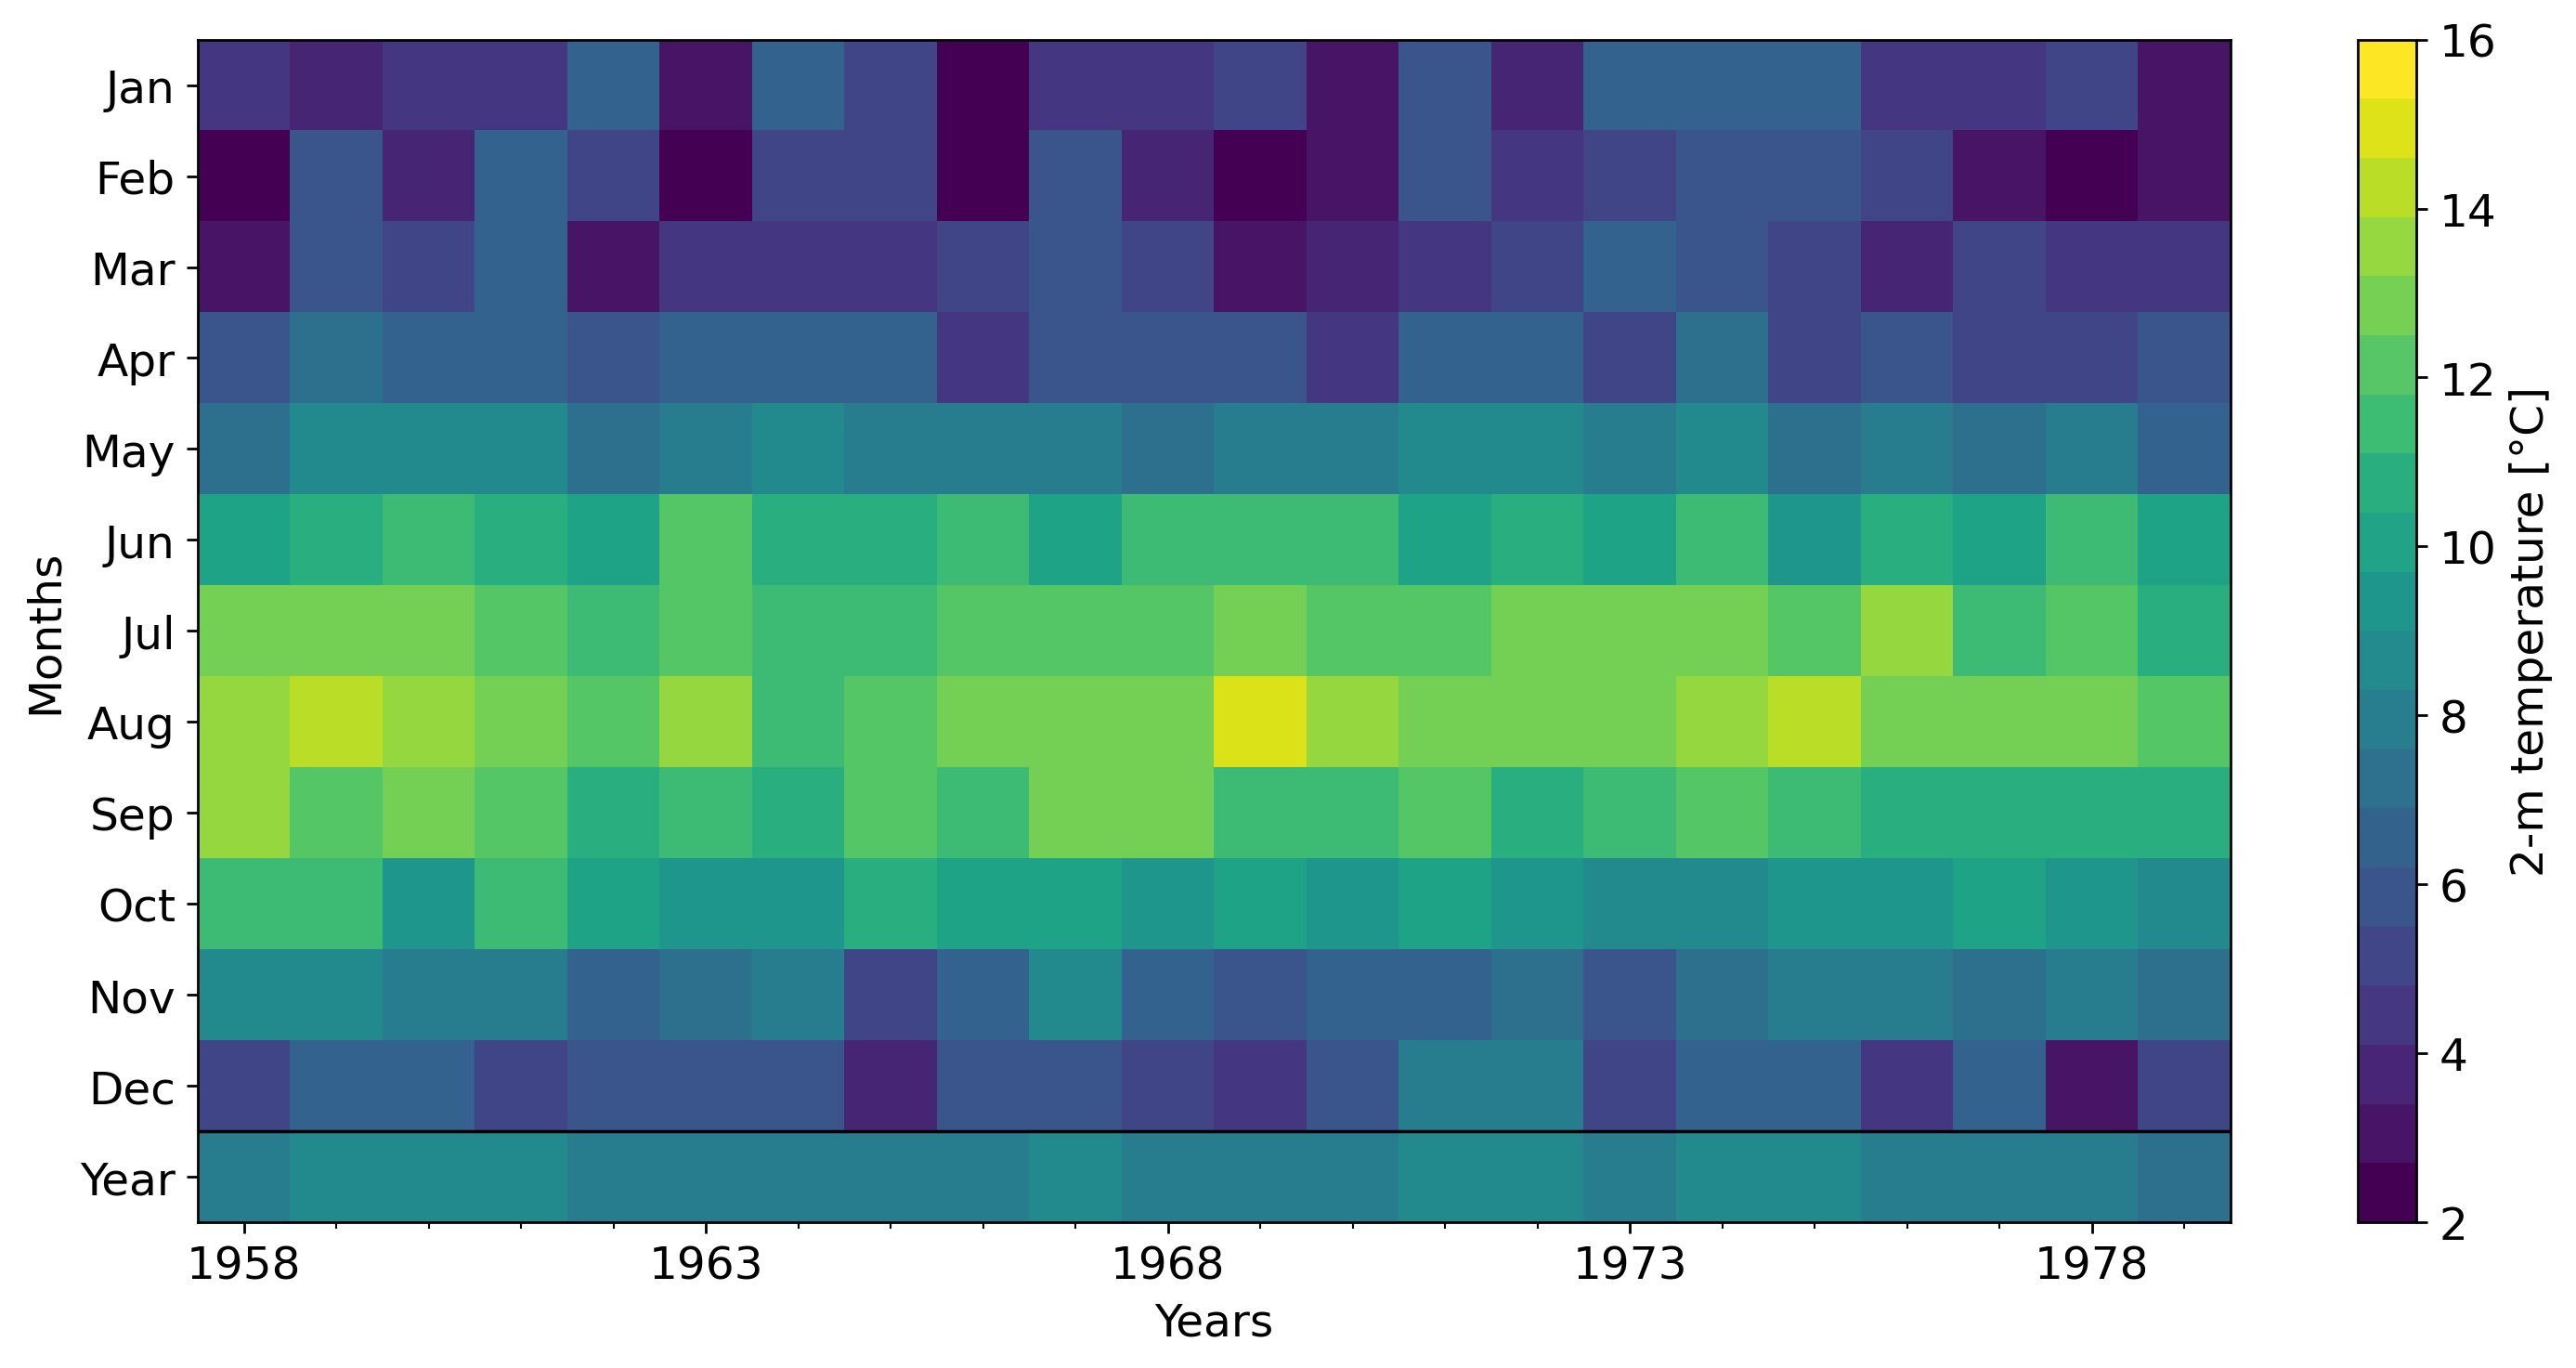 Jan
Feb
Mar
Apr
May
Jun
Jul
Aug
Sep
Oct
Nov
Dec
Year
Months
1958 1963 1968 1973 1978
Years
16
14
12
10
8
6
4
2
2-m temperature [°C]